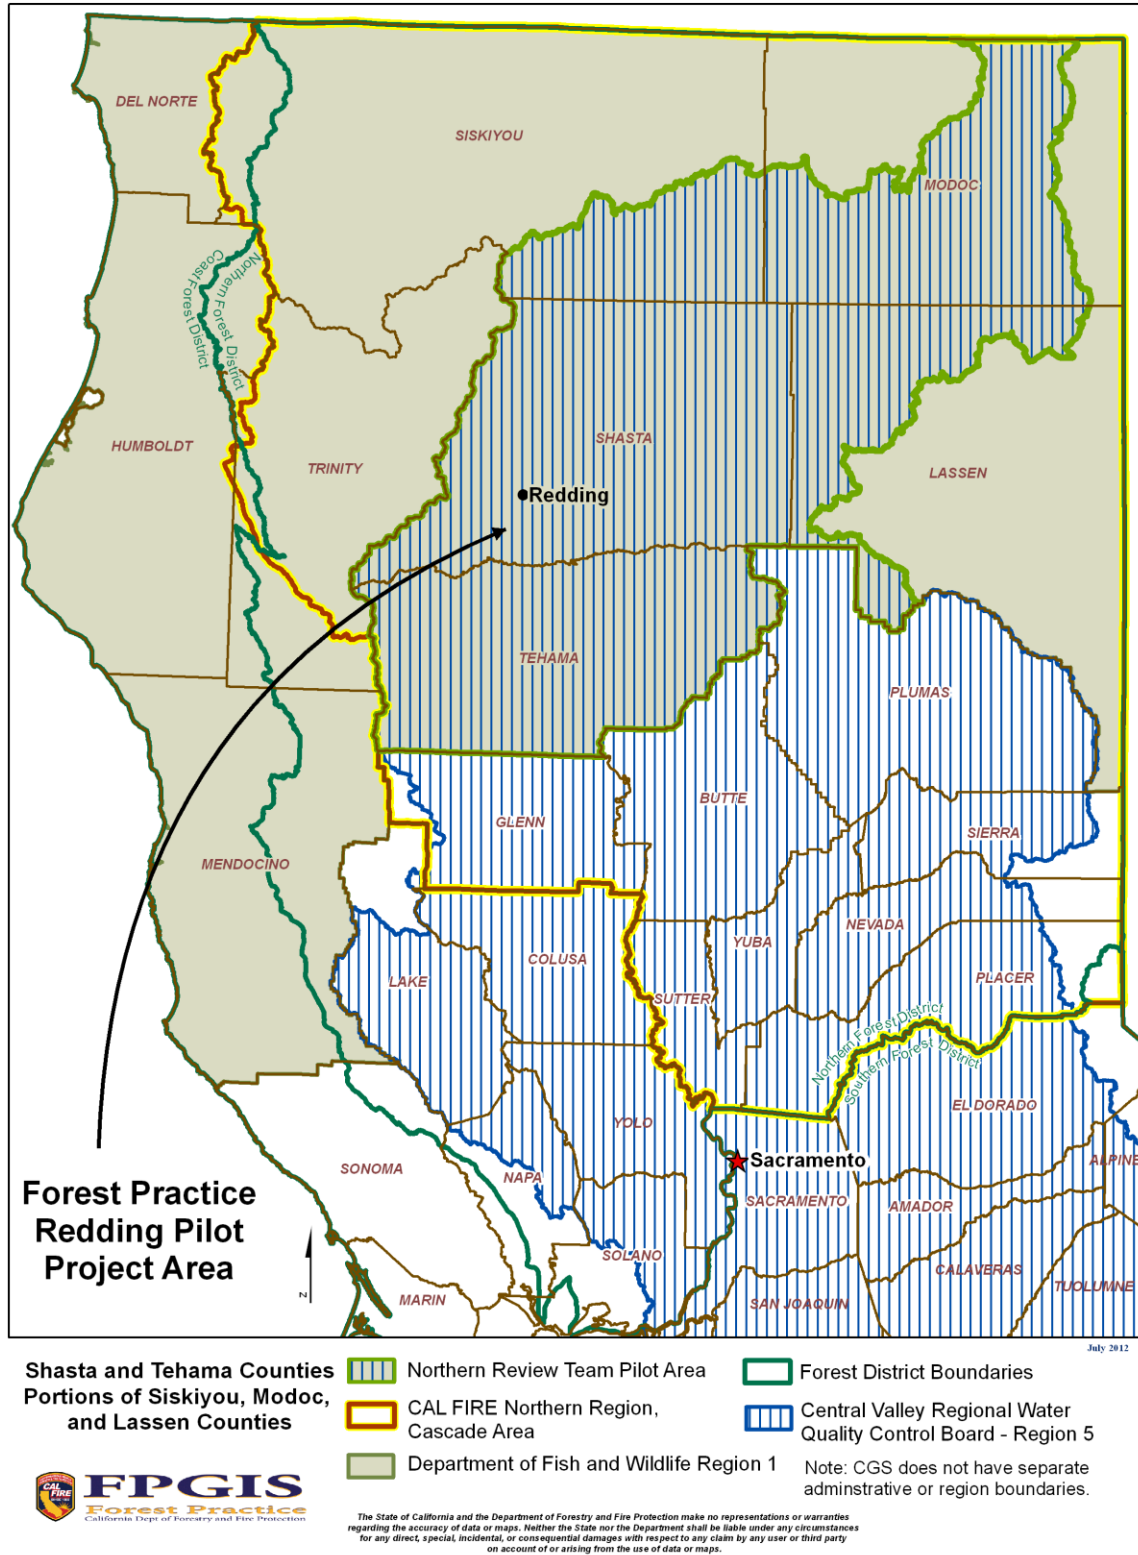 DEL NORTE
SISKIYOU
MODOC
Coast Forest District
Northern Forest District
HUMBOLDT
TRINITY
SHASTA
LASSEN
Redding
TEHAMA
PLUMAS
BUTTE
GLENN
SIERRA
MENDOCINO
NEVADA
YUBA
COLUSA
LAKE
PLACER
SUTTER
Northern Forest District
Southern Forest District
EL DORADO
YOLO
Sacramento
ALPINE
SONOMA
NAPA
SACRAMENTO
AMADOR
Forest Practice
Redding Pilot
Project Area
SOLANO
CALAVERAS
TUOLUMNE
MARIN
SAN JOAQUIN
N
July 2012
Shasta and Tehama Counties
Portions of Siskiyou, Modoc,
and Lassen Counties
Northern Review Team Pilot Area
CAL FIRE Northern Region,
Cascade Area
Department of Fish and Wildlife Region 1
Forest District Boundaries
Central Valley Regional Water
Quality Control Board - Region 5
Note: CGS does not have separate
adminstrative or region boundaries.
CAL
FIRE
FPGIS
Forest Practice
California Dept of Forestry and Fire Protection
The State of California and the Department of Forestry and Fire Protection make no representations or warranties
regarding the accuracy of data or maps. Neither the State nor the Department shall be liable under any circumstances
for any direct, special, incidental, or consequential damages with respect to any claim by any user or third party
on account of or arising from the use of data or maps.